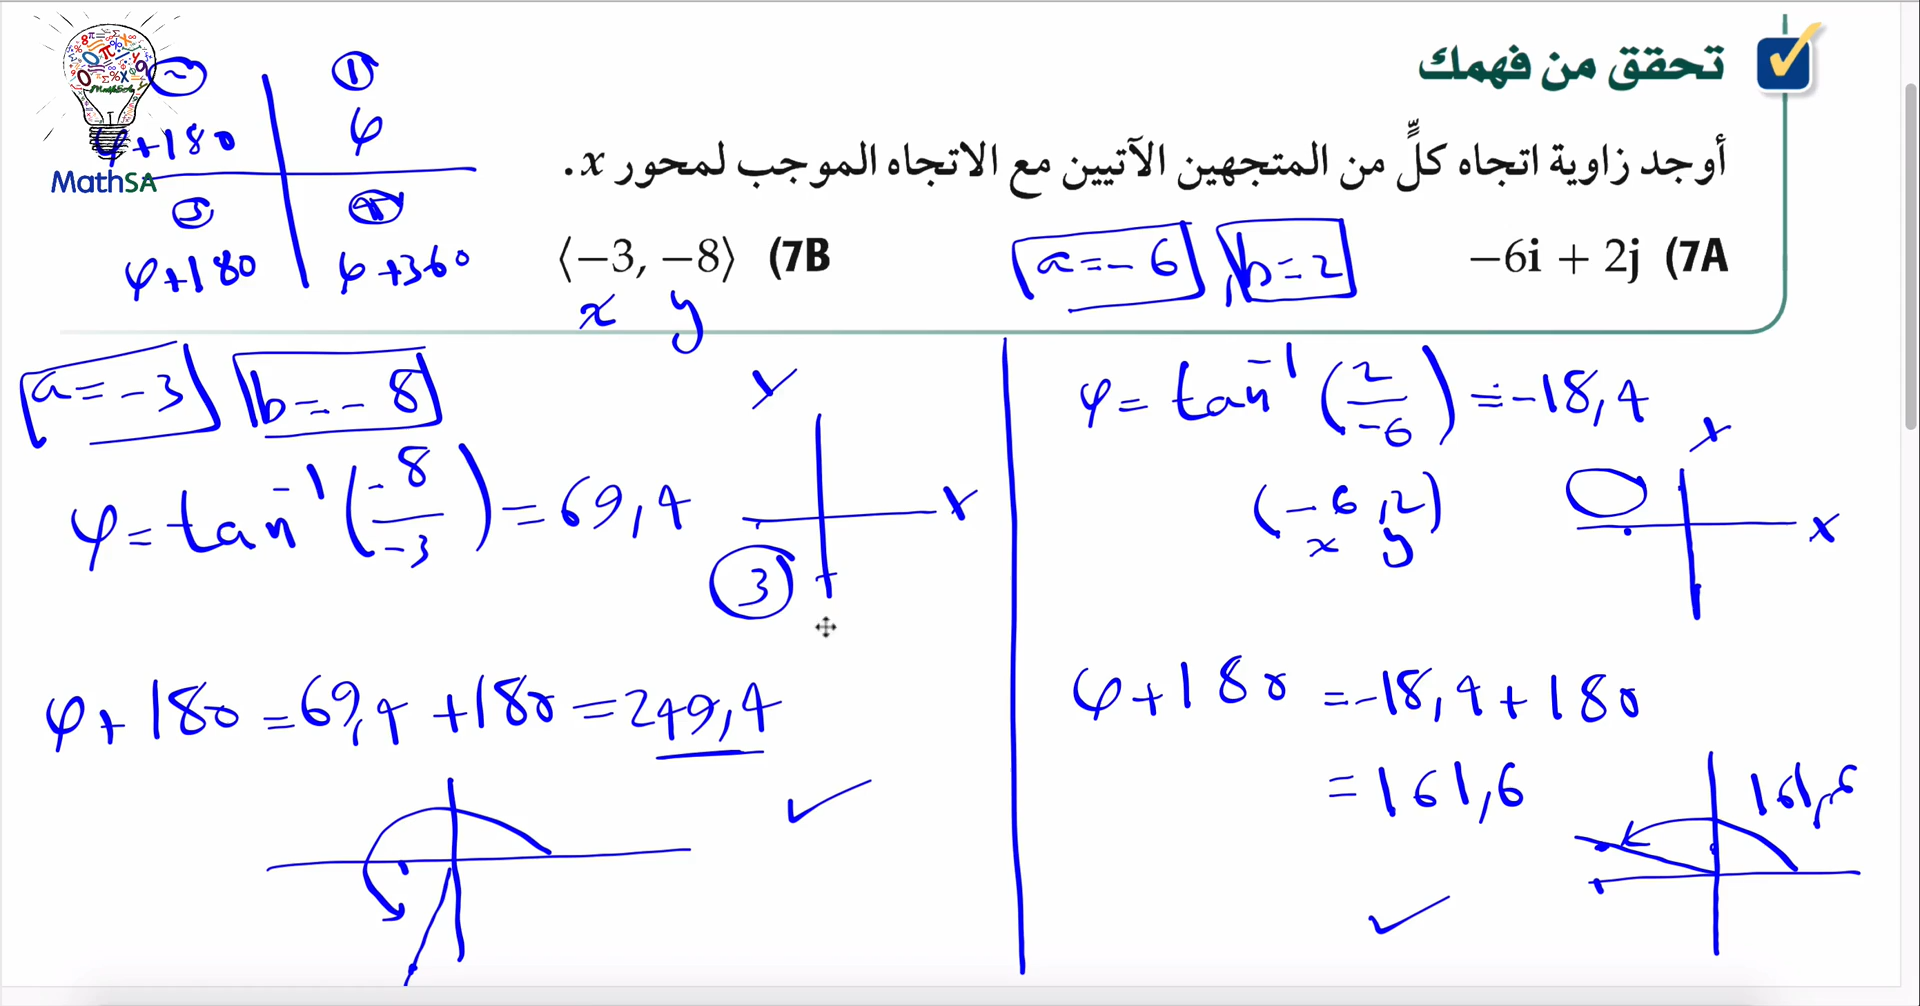 تحقق من فهمك
أوجد زاوية اتجاه كلٍّ من المتجهين الآتيين مع الاتجاه الموجب لمحور x.
−6i + 2j (7A
⟨−3, −8⟩ (7B
MathSA
①
φ
φ+180
φ+180
φ+360
a=-6 , b=2
x y
φ = tan⁻¹(2/-6) = -18,4
(-6,2)
x y
x
φ+180 = -18,4+180
= 161,6
161,6
a=-3 b=-8
φ = tan⁻¹(-8/-3) = 69,4
x
3
φ+180 = 69,4+180 = 249,4